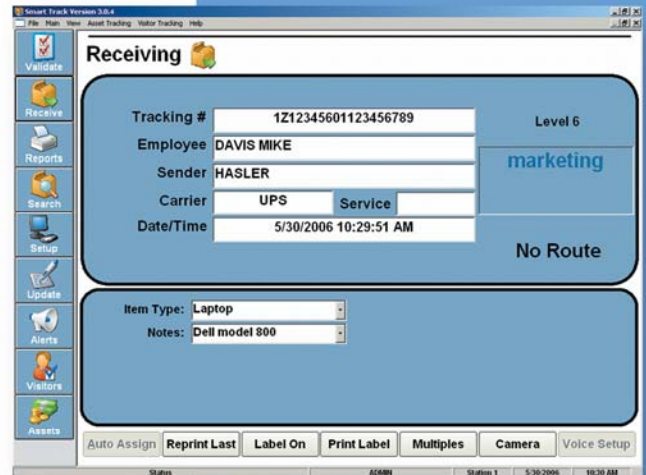 Smart Track Version 3.0.4
File Main View Asset Tracking Visitor Tracking Help
Validate
Receive
Reports
Search
Setup
Update
Alerts
Visitors
Assets
Receiving
Tracking # 1Z12345601123456789
Level 6
Employee DAVIS MIKE
marketing
Sender HASLER
Carrier UPS Service
Date/Time 5/30/2006 10:29:51 AM
No Route
Item Type: Laptop
Notes: Dell model 800
Auto Assign Reprint Last Label On Print Label Multiples Camera Voice Setup
Status ADMIN Station 1 5/30/2006 10:30 AM